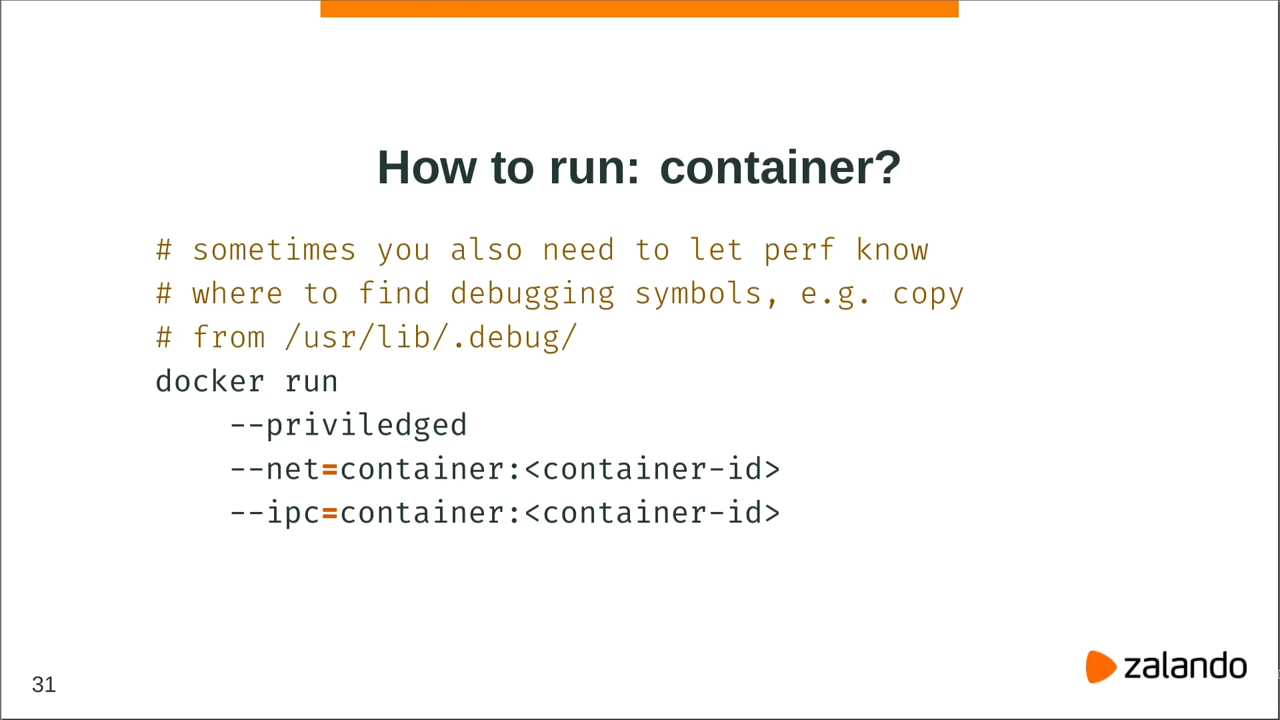 How to run: container?
# sometimes you also need to let perf know
# where to find debugging symbols, e.g. copy
# from /usr/lib/.debug/
docker run
--priviledged
--net=container:<container-id>
--ipc=container:<container-id>
31
zalando